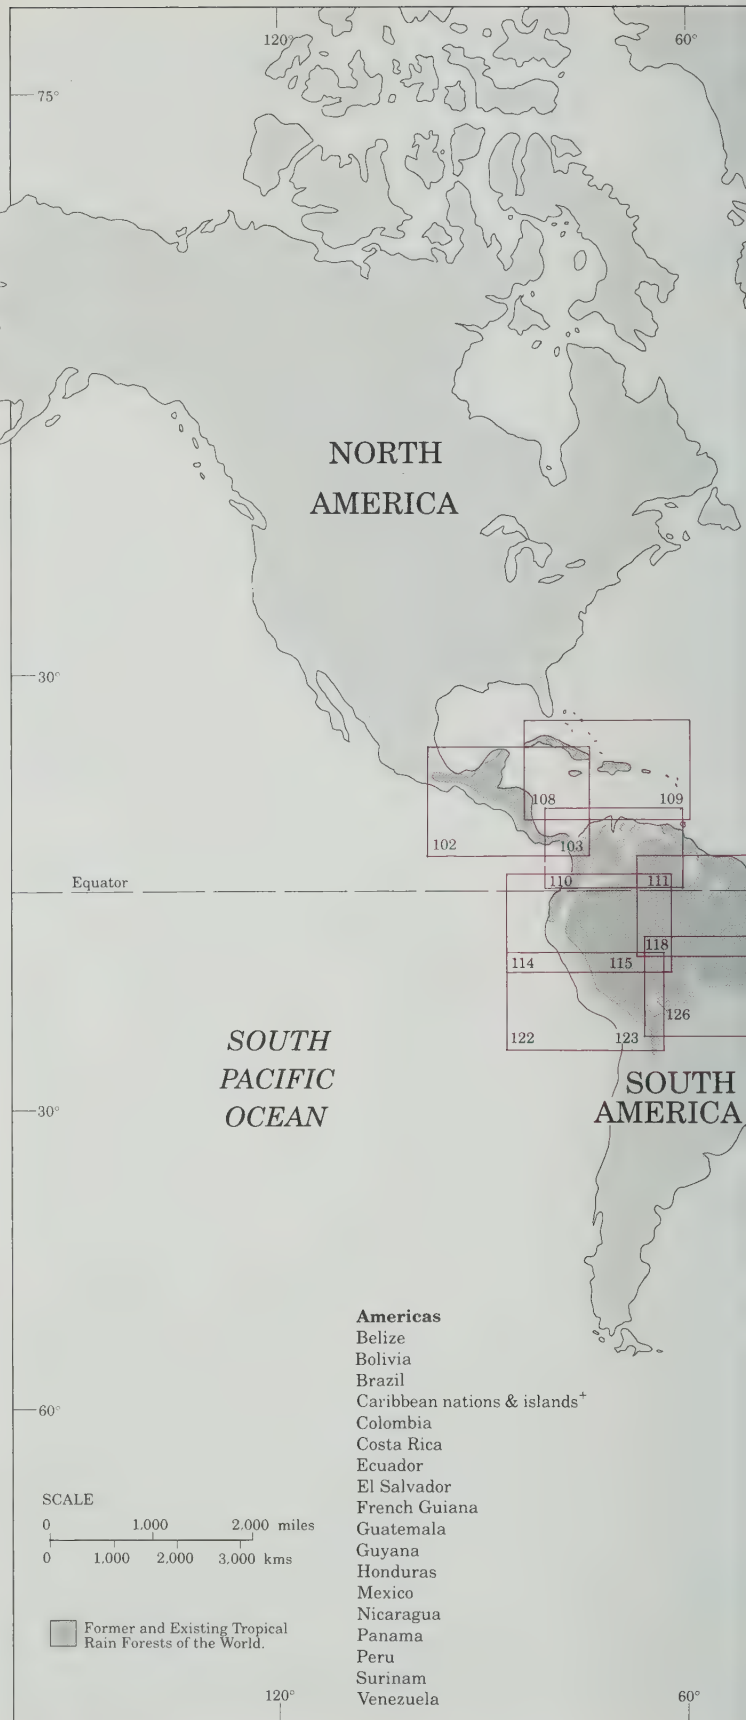 120°
60°
75°
NORTH
AMERICA
30°
108
109
102
103
Equator
110
111
118
114
115
126
122
123
SOUTH
PACIFIC
OCEAN
SOUTH
AMERICA
30°
Americas
Belize
Bolivia
Brazil
Caribbean nations & islands+
Colombia
Costa Rica
Ecuador
El Salvador
French Guiana
Guatemala
Guyana
Honduras
Mexico
Nicaragua
Panama
Peru
Surinam
Venezuela
60°
SCALE
0 1,000 2,000 miles
0 1,000 2,000 3,000 kms
Former and Existing Tropical
Rain Forests of the World.
120°
60°